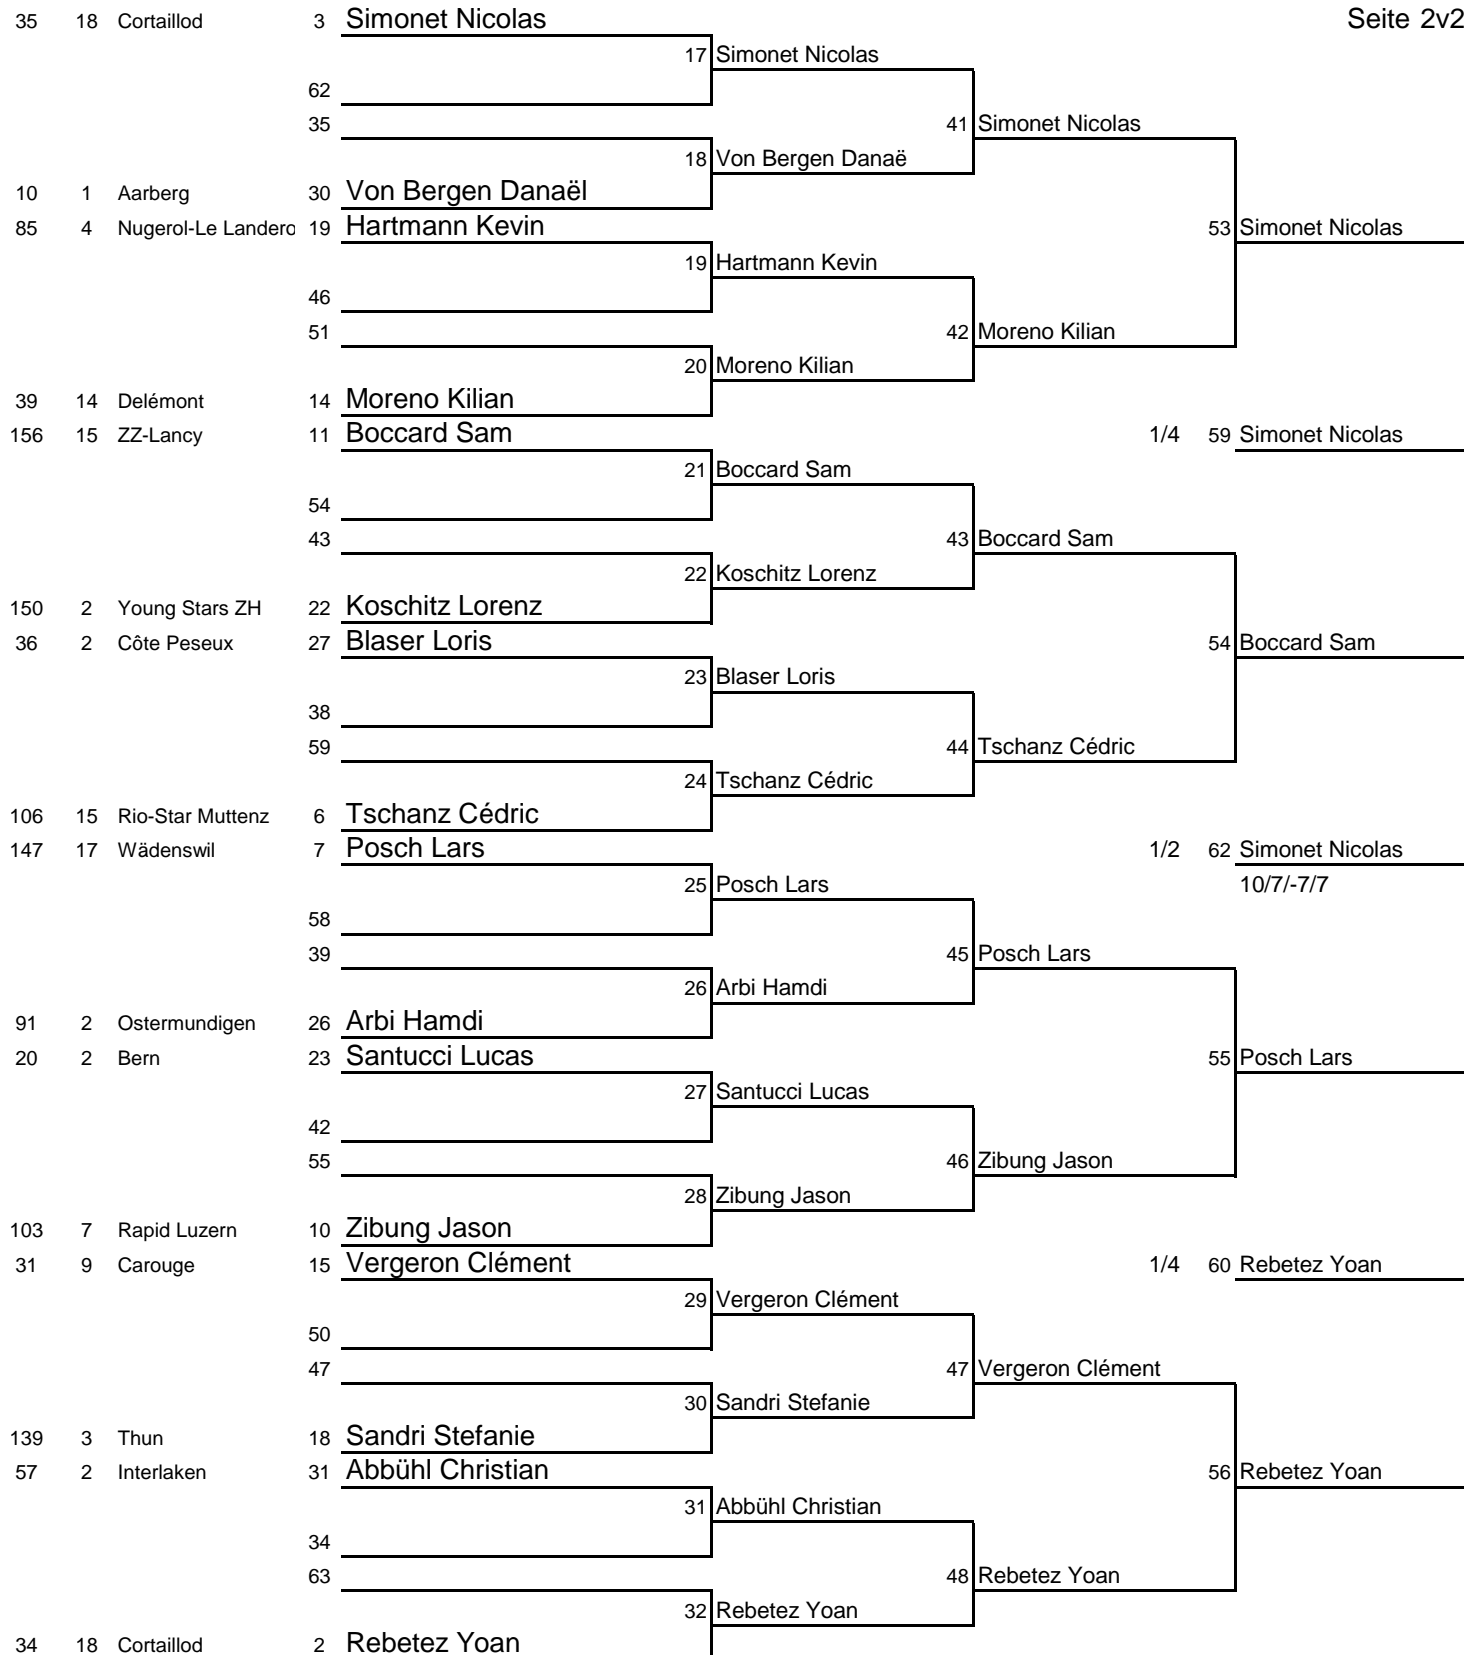 35 18 Cortaillod 3 Simonet Nicolas Seite 2v2
17 Simonet Nicolas
62
35 41 Simonet Nicolas
18 Von Bergen Danaë
10 1 Aarberg 30 Von Bergen Danaël
85 4 Nugerol-Le Landero 19 Hartmann Kevin 53 Simonet Nicolas
19 Hartmann Kevin
46
51 42 Moreno Kilian
20 Moreno Kilian
39 14 Delémont 14 Moreno Kilian
156 15 ZZ-Lancy 11 Boccard Sam 1/4 59 Simonet Nicolas
21 Boccard Sam
54
43 43 Boccard Sam
22 Koschitz Lorenz
150 2 Young Stars ZH 22 Koschitz Lorenz
36 2 Côte Peseux 27 Blaser Loris 54 Boccard Sam
23 Blaser Loris
38
59 44 Tschanz Cédric
24 Tschanz Cédric
106 15 Rio-Star Muttenz 6 Tschanz Cédric
147 17 Wädenswil 7 Posch Lars 1/2 62 Simonet Nicolas
25 Posch Lars 10/7/-7/7
58
39 45 Posch Lars
26 Arbi Hamdi
91 2 Ostermundigen 26 Arbi Hamdi
20 2 Bern 23 Santucci Lucas 55 Posch Lars
27 Santucci Lucas
42
55 46 Zibung Jason
28 Zibung Jason
103 7 Rapid Luzern 10 Zibung Jason
31 9 Carouge 15 Vergeron Clément 1/4 60 Rebetez Yoan
29 Vergeron Clément
50
47 47 Vergeron Clément
30 Sandri Stefanie
139 3 Thun 18 Sandri Stefanie
57 2 Interlaken 31 Abbühl Christian 56 Rebetez Yoan
31 Abbühl Christian
34
63 48 Rebetez Yoan
32 Rebetez Yoan
34 18 Cortaillod 2 Rebetez Yoan